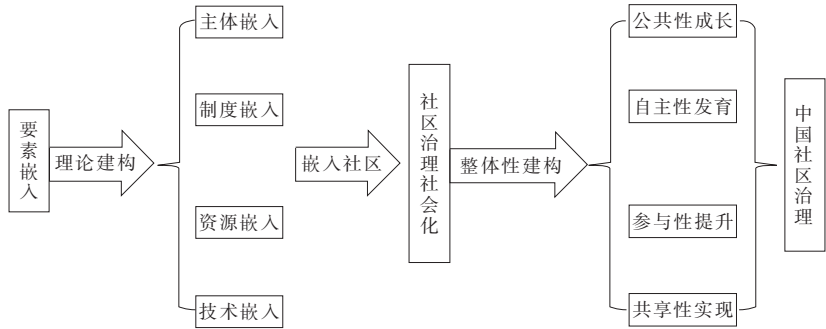 要素嵌入
理论建构
主体嵌入
制度嵌入
资源嵌入
技术嵌入
嵌入社区
社区治理社会化
整体性建构
公共性成长
自主性发育
参与性提升
共享性实现
中国社区治理